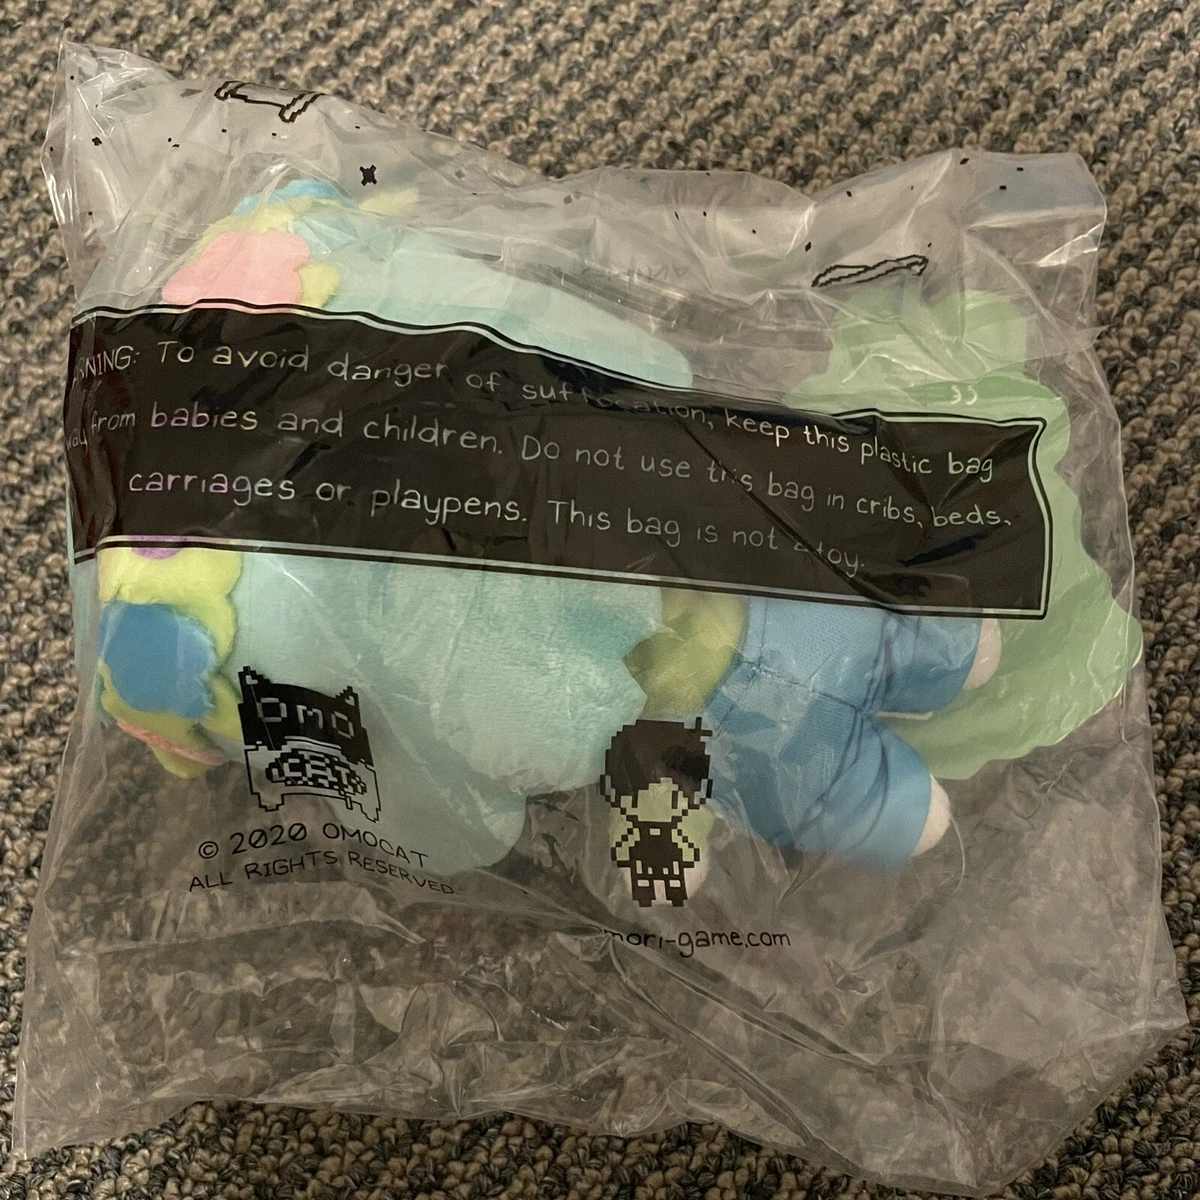 WARNING: To avoid danger of suffocation, keep this plastic bag
away from babies and children. Do not use this bag in cribs, beds,
carriages or playpens. This bag is not a toy.
OMO
CAT
© 2020 OMOCAT
ALL RIGHTS RESERVED.
omori-game.com